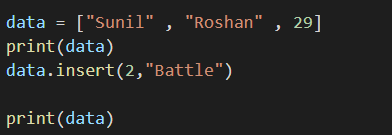 data = ["Sunil" , "Roshan" , 29]
print(data)
data.insert(2,"Battle")
print(data)